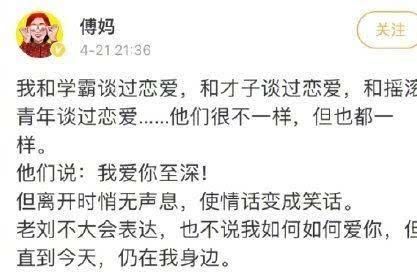 傅妈
4-21 21:36
关注
我和学霸谈过恋爱，和才子谈过恋爱，和摇滚
青年谈过恋爱......他们很不一样，但也都一
样。
他们说：我爱你至深！
但离开时悄无声息，使情话变成笑话。
老刘不大会表达，也不说我如何如何爱你，但
直到今天，仍在我身边。